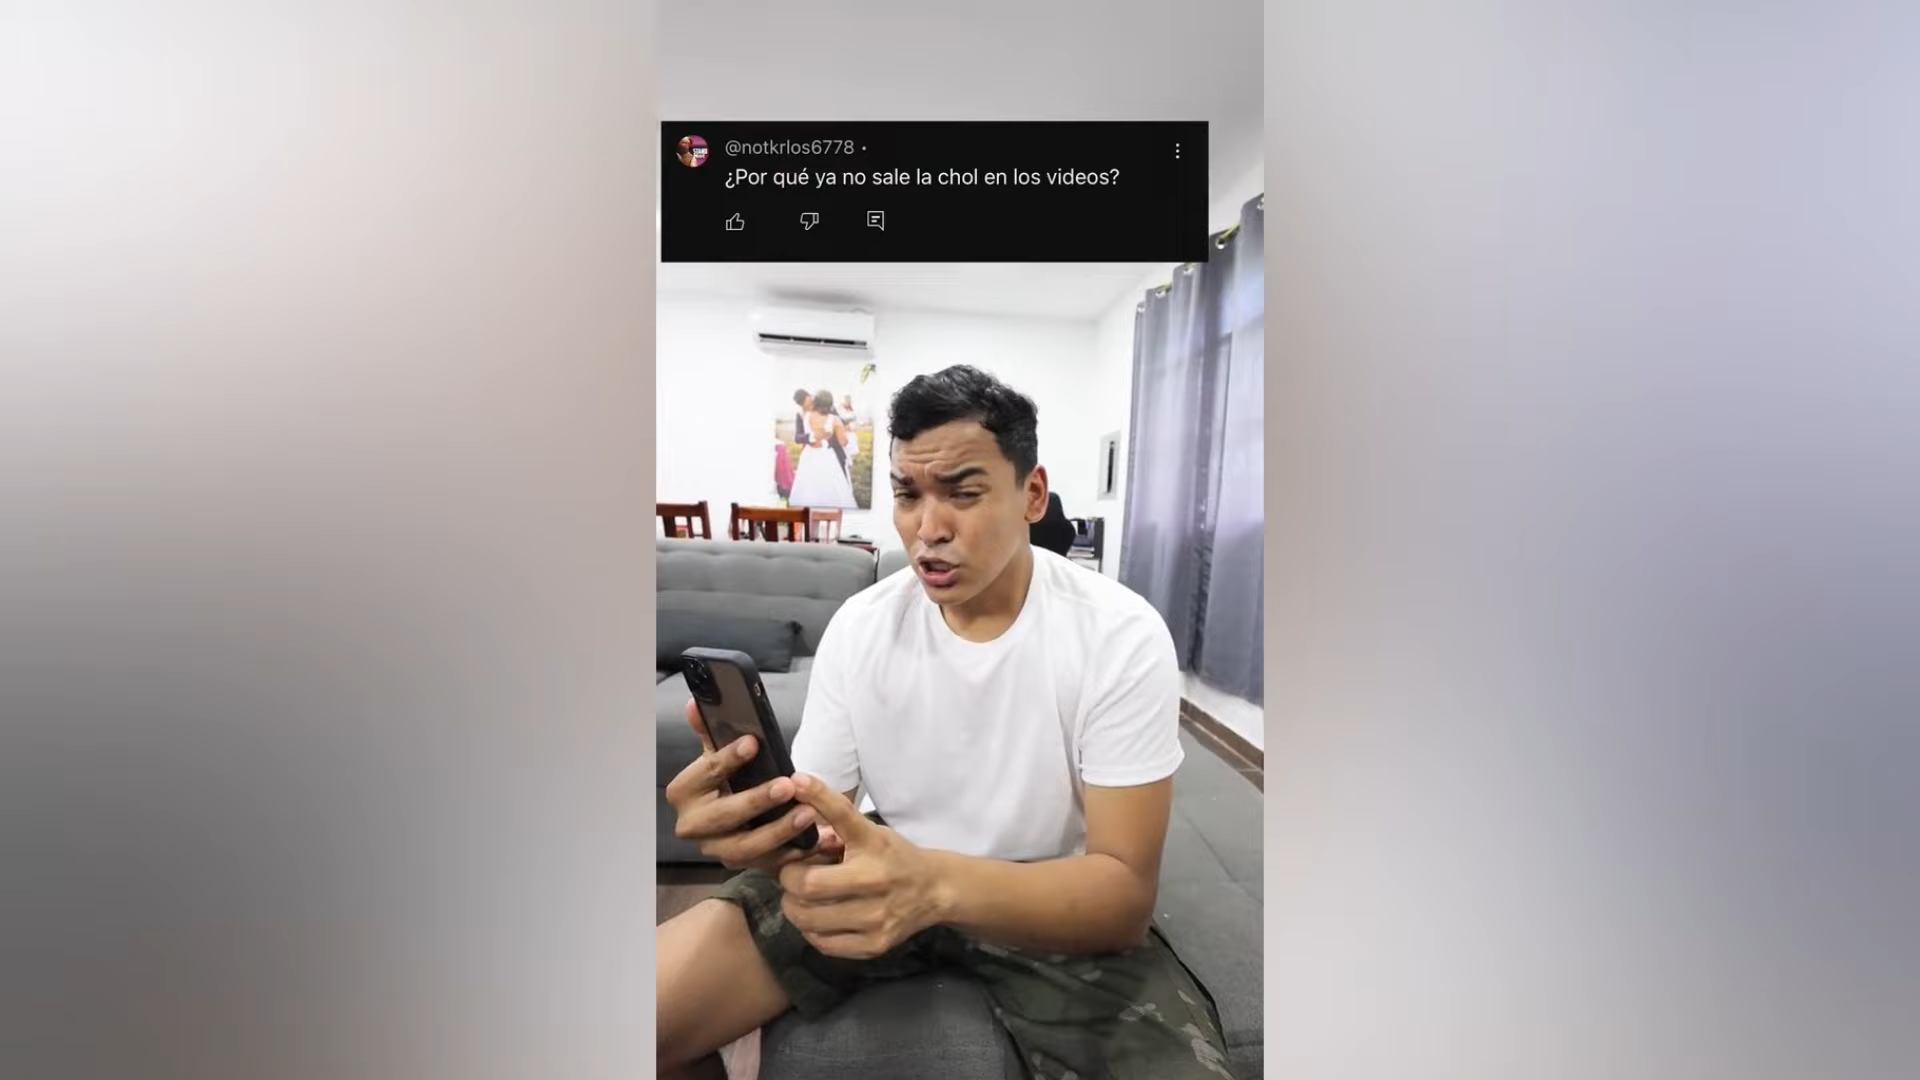 @notkrlos6778 •
¿Por qué ya no sale la chol en los videos?